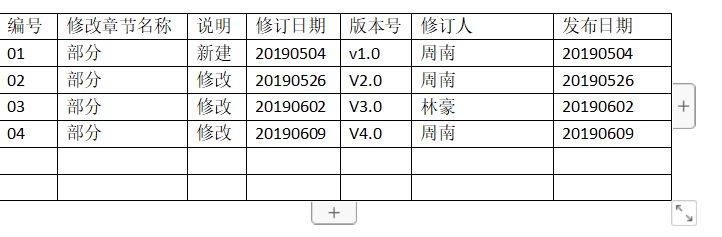 编号 修改章节名称 说明 修订日期 版本号 修订人 发布日期
01 部分 新建 20190504 v1.0 周南 20190504
02 部分 修改 20190526 V2.0 周南 20190526
03 部分 修改 20190602 V3.0 林豪 20190602
04 部分 修改 20190609 V4.0 周南 20190609